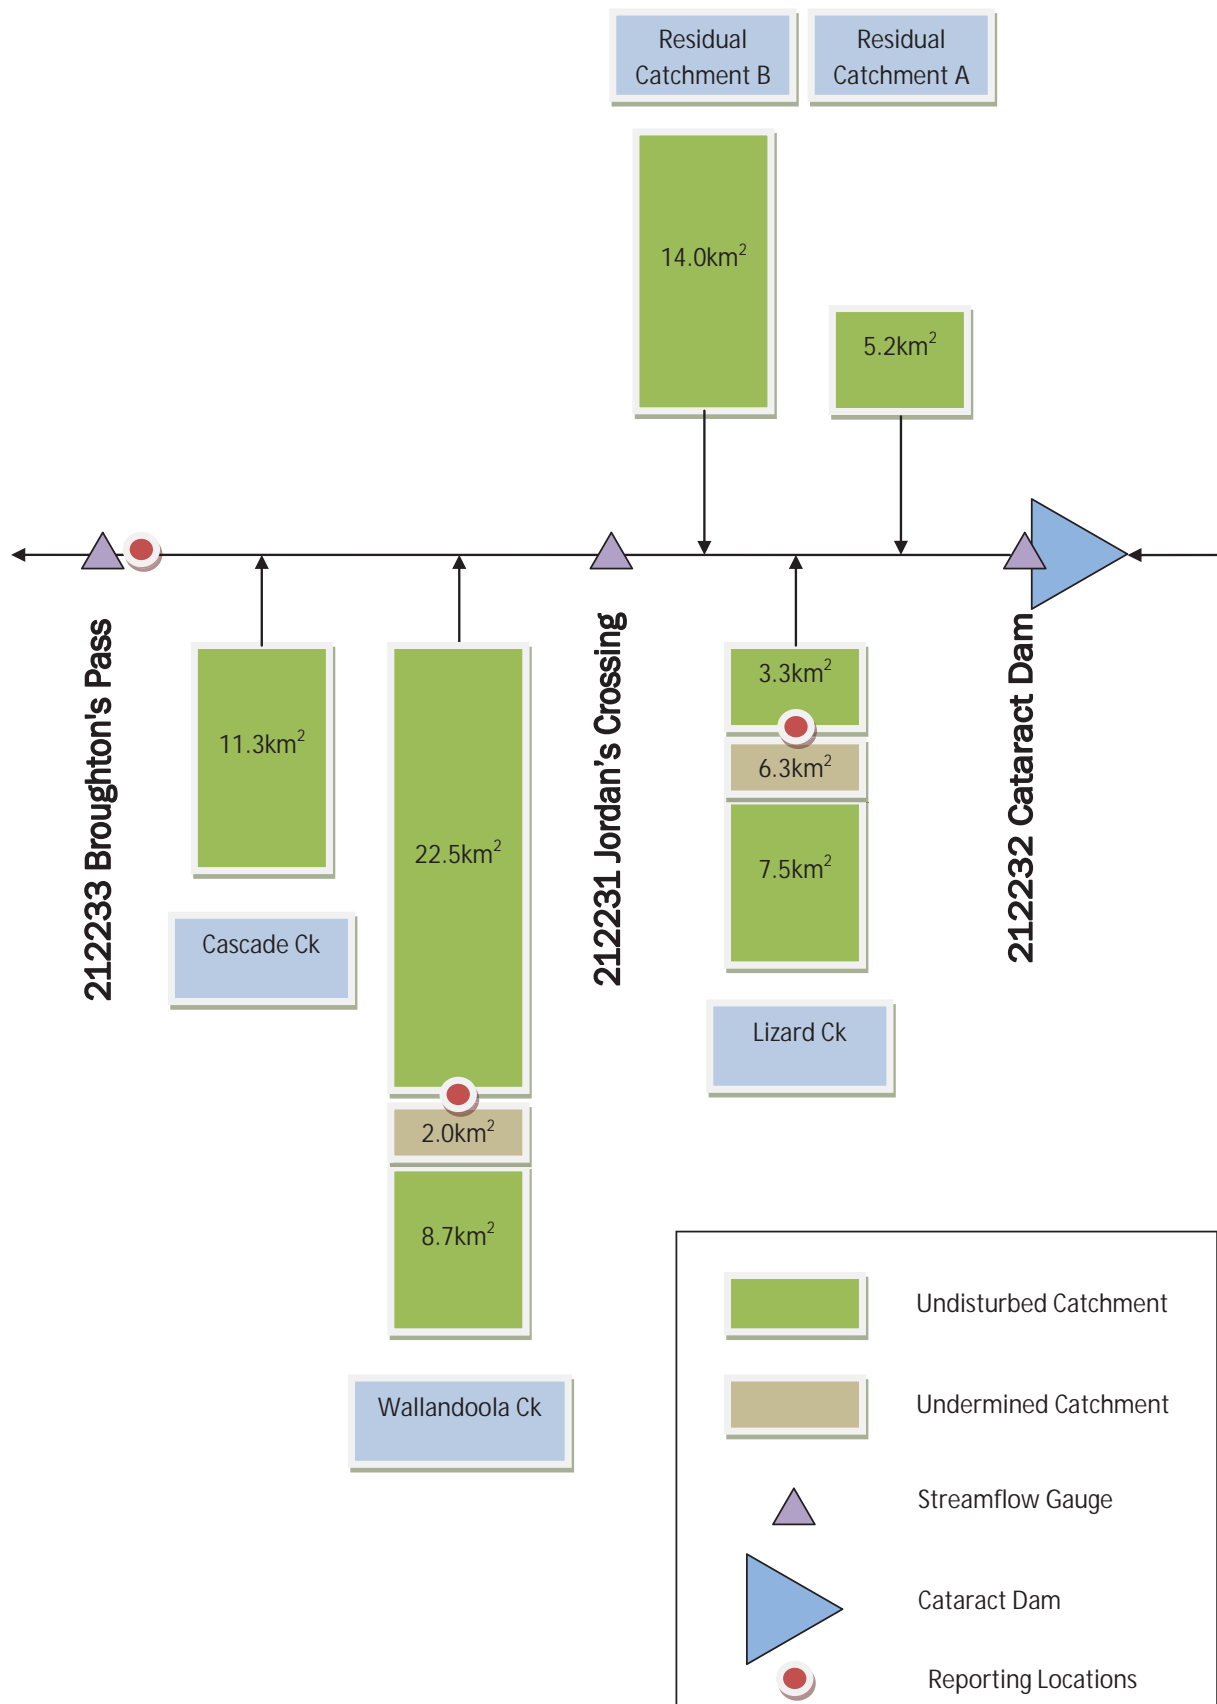 Residual
Catchment B
Residual
Catchment A
14.0km²
5.2km²
212233 Broughton's Pass
212231 Jordan's Crossing
212232 Cataract Dam
11.3km²
22.5km²
3.3km²
6.3km²
7.5km²
Cascade Ck
Lizard Ck
2.0km²
8.7km²
Wallandoola Ck
Undisturbed Catchment
Undermined Catchment
Streamflow Gauge
Cataract Dam
Reporting Locations